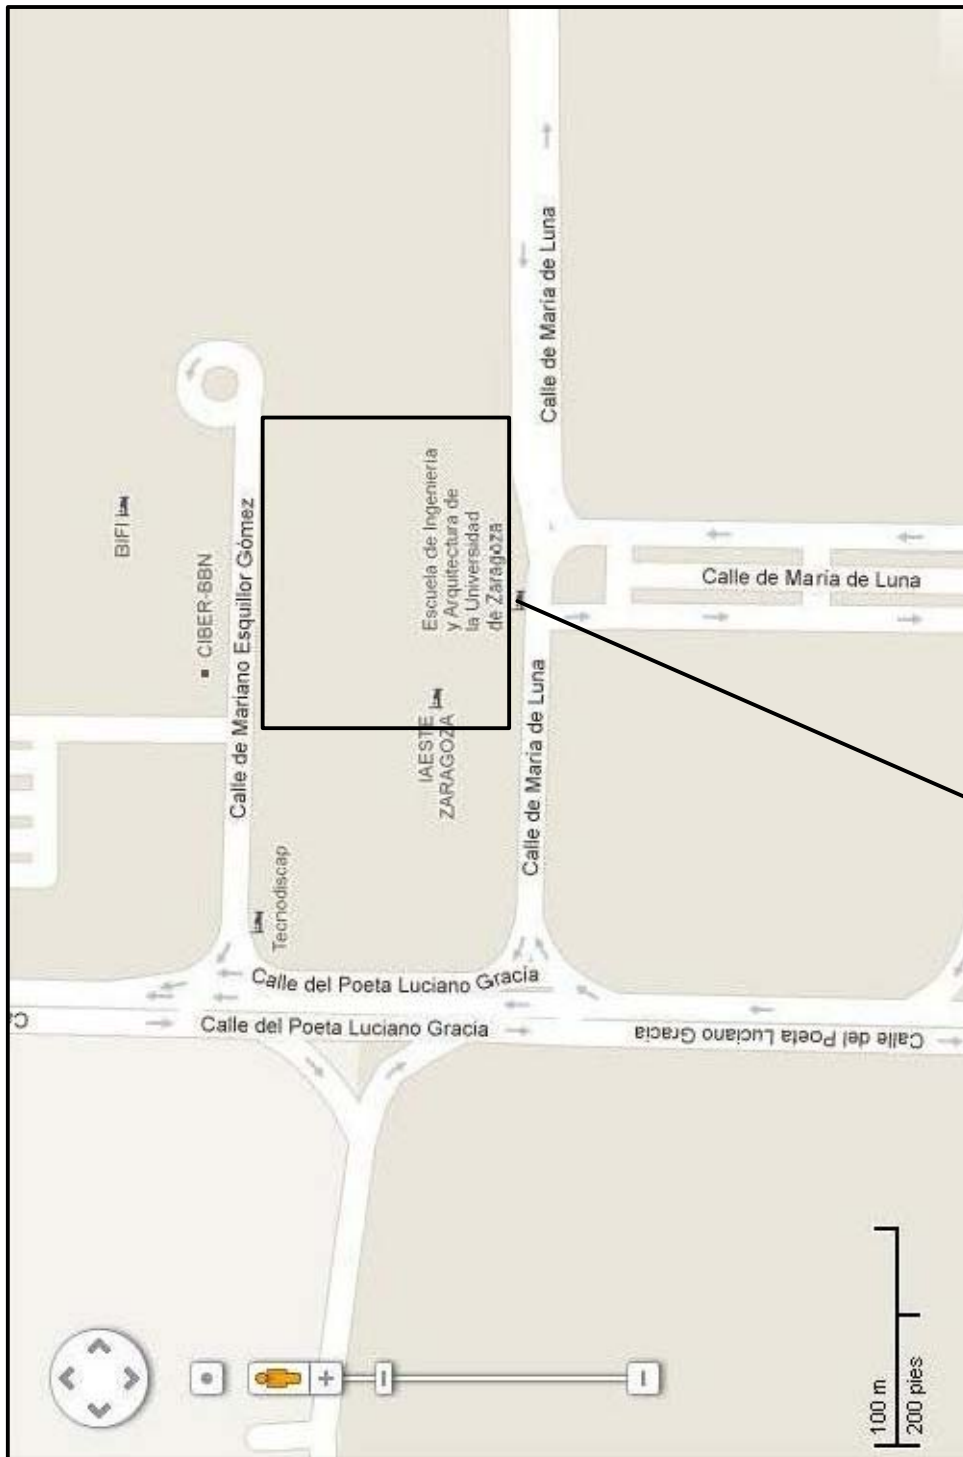 Calle de María de Luna
BIFI
CIBER-BBN
Calle de Mariano Esquillor Gómez
Escuela de Ingeniería
y Arquitectura de
la Universidad
de Zaragoza
Calle de María de Luna
IAESTE
ZARAGOZA
Calle de María de Luna
Tecnodiscap
Calle del Poeta Luciano Gracia
Calle del Poeta Luciano Gracia
Calle del Poeta Luciano Gracia
Ca
100 m
200 pies